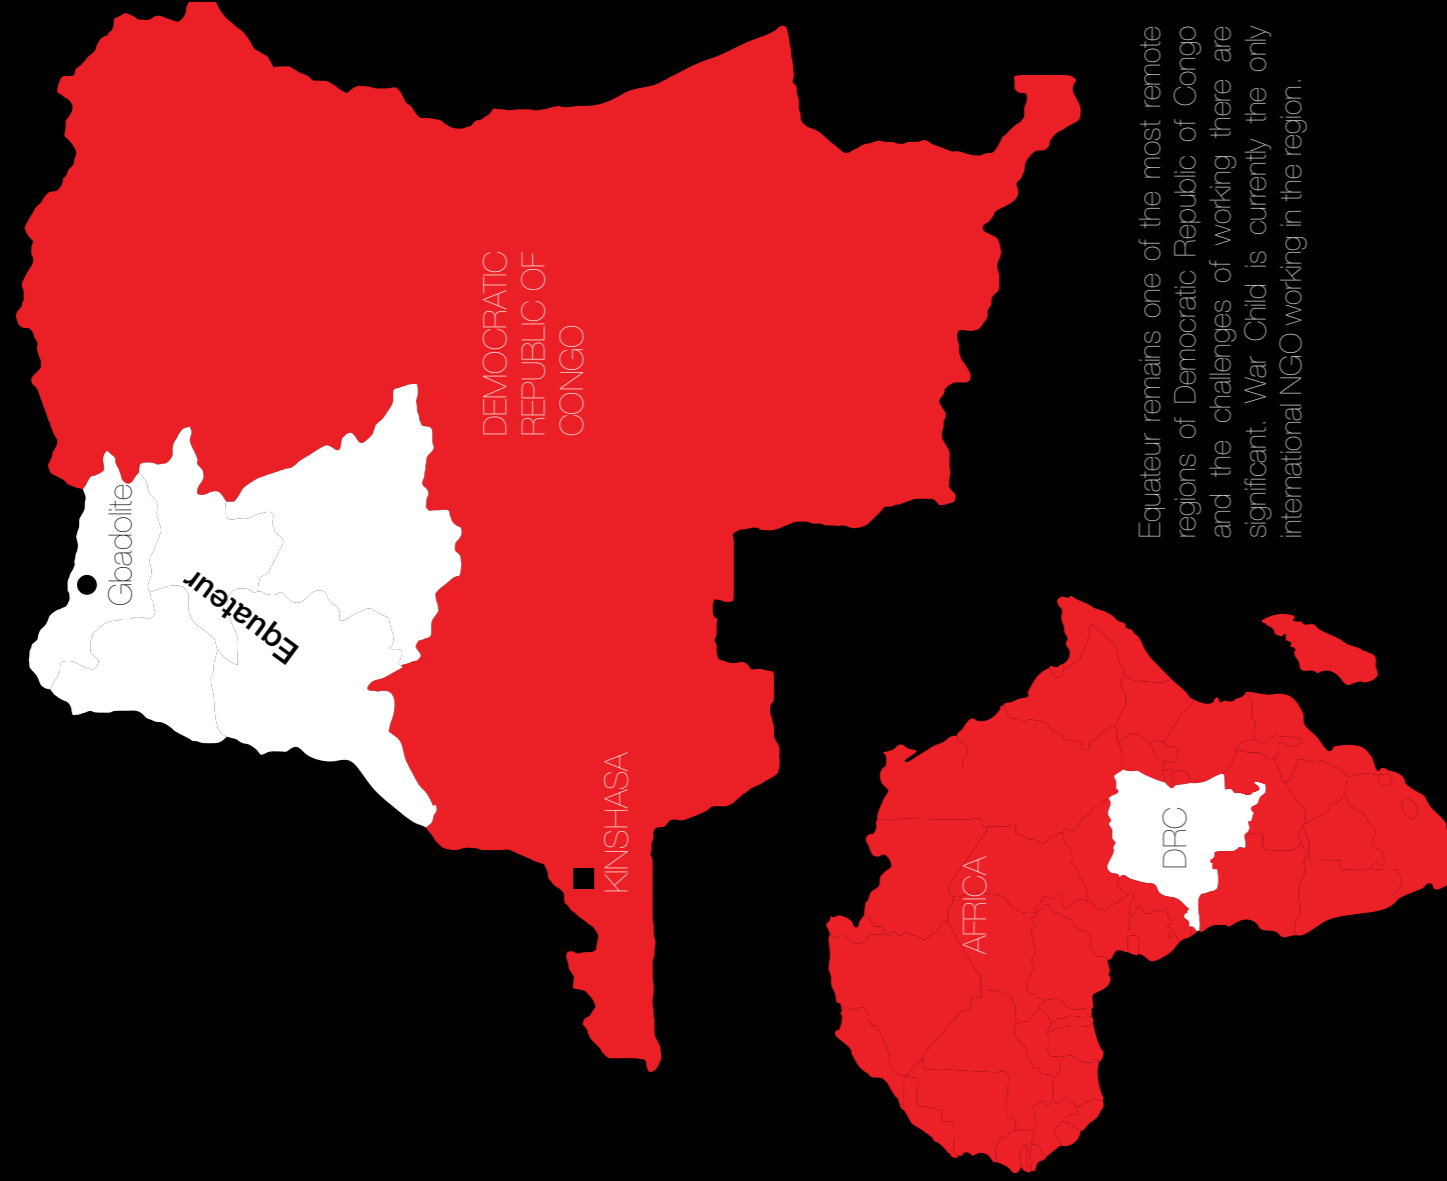 Gbadolite
Equateur
DEMOCRATIC
REPUBLIC OF
CONGO
KINSHASA
Equateur remains one of the most remote
regions of Democratic Republic of Congo
and the challenges of working there are
significant. War Child is currently the only
international NGO working in the region.
AFRICA
DRC